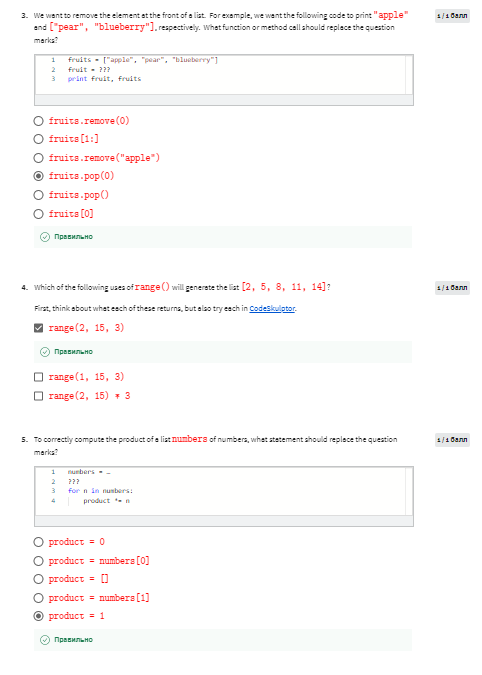 3. We want to remove the element at the front of a list. For example, we want the following code to print "apple"
1 / 1 балл
and ["pear", "blueberry"], respectively. What function or method call should replace the question
marks?
1 fruits = ["apple", "pear", "blueberry"]
2 fruit = ???
3 print fruit, fruits
fruits.remove(0)
fruits[1:]
fruits.remove("apple")
fruits.pop(0)
fruits.pop()
fruits[0]
Правильно
4. Which of the following uses of range() will generate the list [2, 5, 8, 11, 14]?
1 / 1 балл
First, think about what each of these returns, but also try each in CodeSkulptor.
range(2, 15, 3)
Правильно
range(1, 15, 3)
range(2, 15) * 3
5. To correctly compute the product of a list numbers of numbers, what statement should replace the question
1 / 1 балл
marks?
1 numbers = …
2 ???
3 for n in numbers:
4 product *= n
product = 0
product = numbers[0]
product = []
product = numbers[1]
product = 1
Правильно